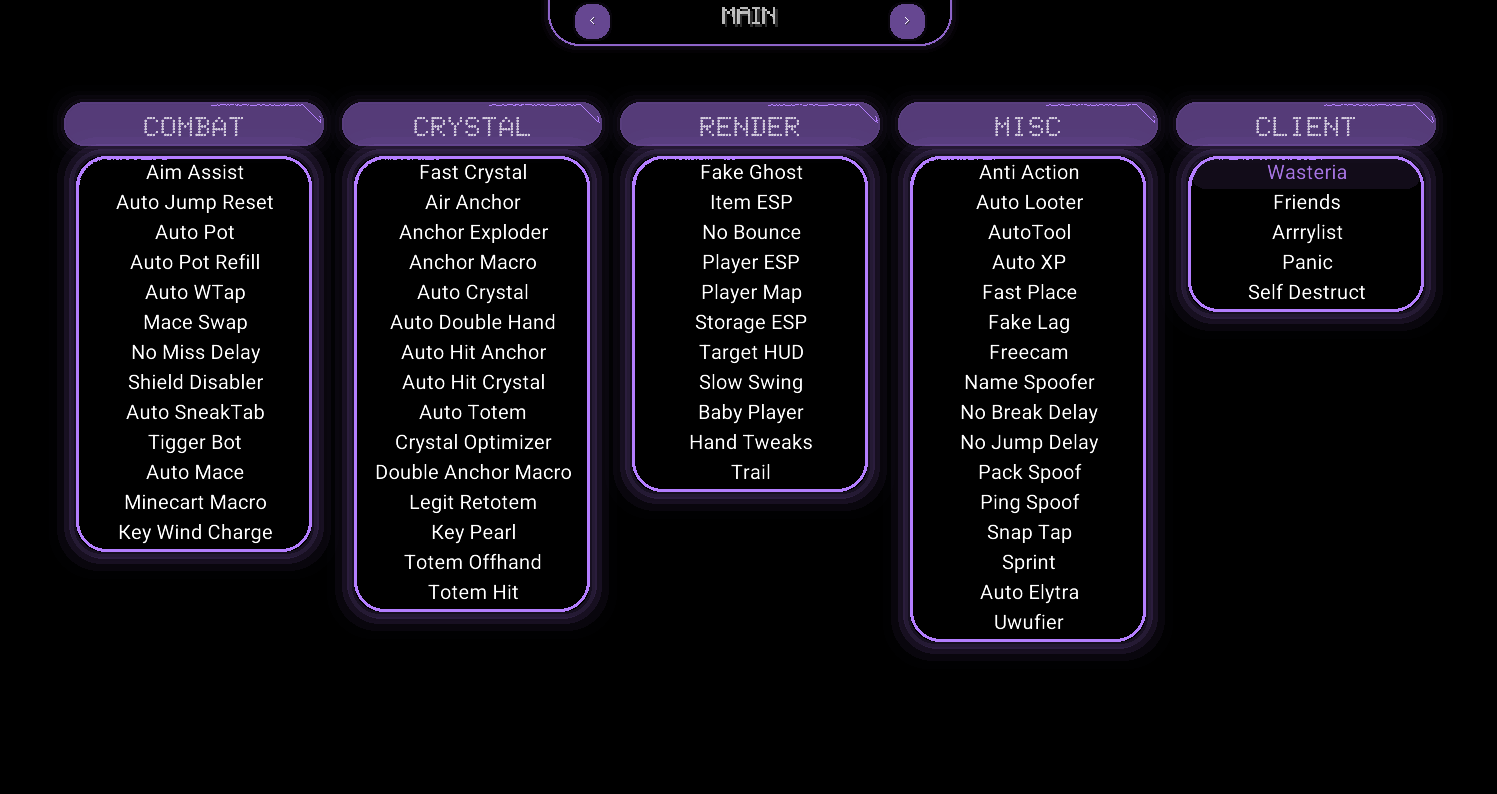 MAIN
COMBAT
Aim Assist
Auto Jump Reset
Auto Pot
Auto Pot Refill
Auto WTap
Mace Swap
No Miss Delay
Shield Disabler
Auto SneakTab
Tigger Bot
Auto Mace
Minecart Macro
Key Wind Charge
CRYSTAL
Fast Crystal
Air Anchor
Anchor Exploder
Anchor Macro
Auto Crystal
Auto Double Hand
Auto Hit Anchor
Auto Hit Crystal
Auto Totem
Crystal Optimizer
Double Anchor Macro
Legit Retotem
Key Pearl
Totem Offhand
Totem Hit
RENDER
Fake Ghost
Item ESP
No Bounce
Player ESP
Player Map
Storage ESP
Target HUD
Slow Swing
Baby Player
Hand Tweaks
Trail
MISC
Anti Action
Auto Looter
AutoTool
Auto XP
Fast Place
Fake Lag
Freecam
Name Spoofer
No Break Delay
No Jump Delay
Pack Spoof
Ping Spoof
Snap Tap
Sprint
Auto Elytra
Uwufier
CLIENT
Wasteria
Friends
Arrrylist
Panic
Self Destruct